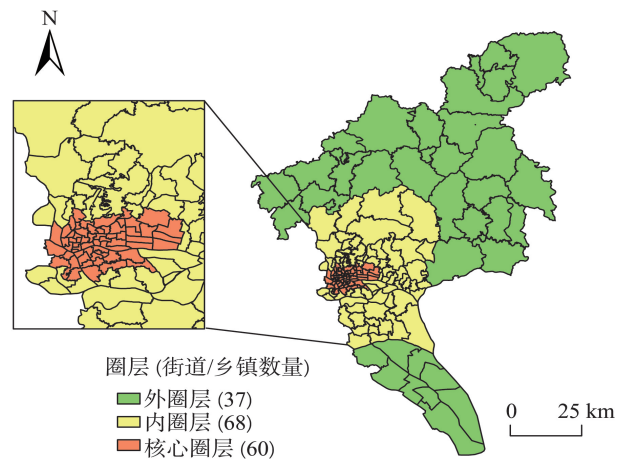 N
圈层 (街道/乡镇数量)
外圈层 (37)
内圈层 (68)
核心圈层 (60)
0 25 km